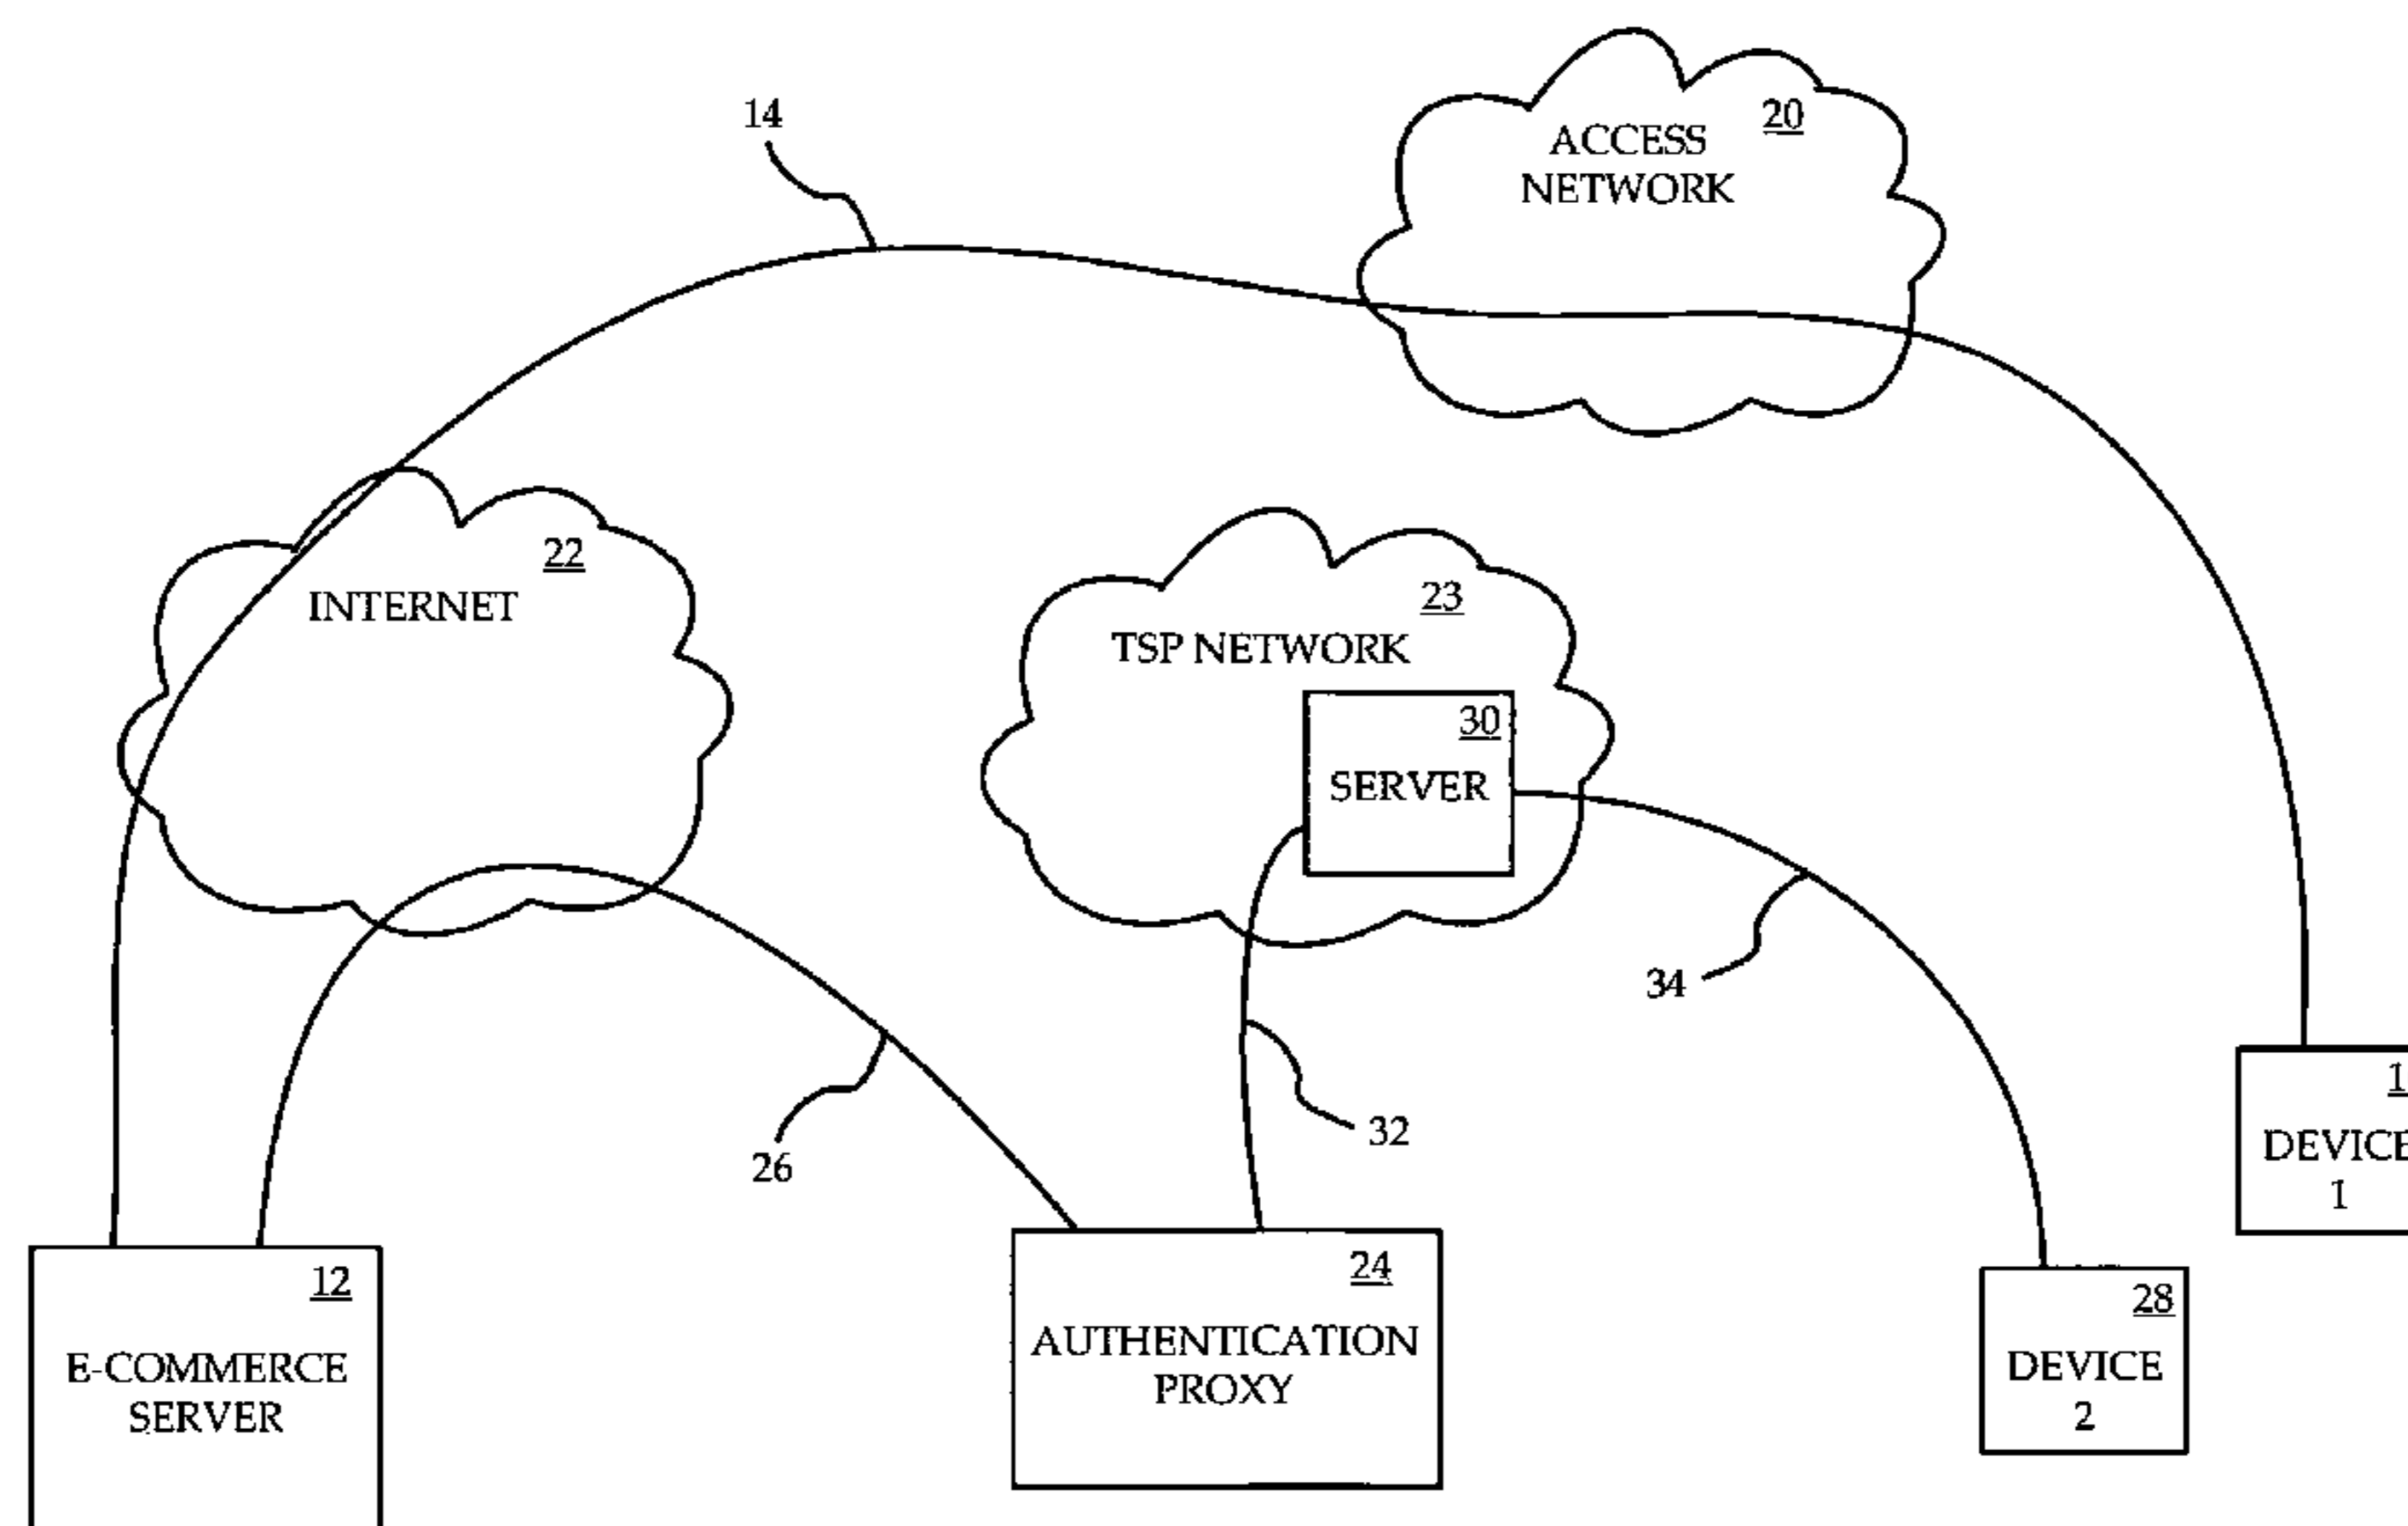 14
20
ACCESS
NETWORK
22
INTERNET
23
TSP NETWORK
30
SERVER
34
32
26
1
DEVICE
1
12
E-COMMERCE
SERVER
24
AUTHENTICATION
PROXY
28
DEVICE
2